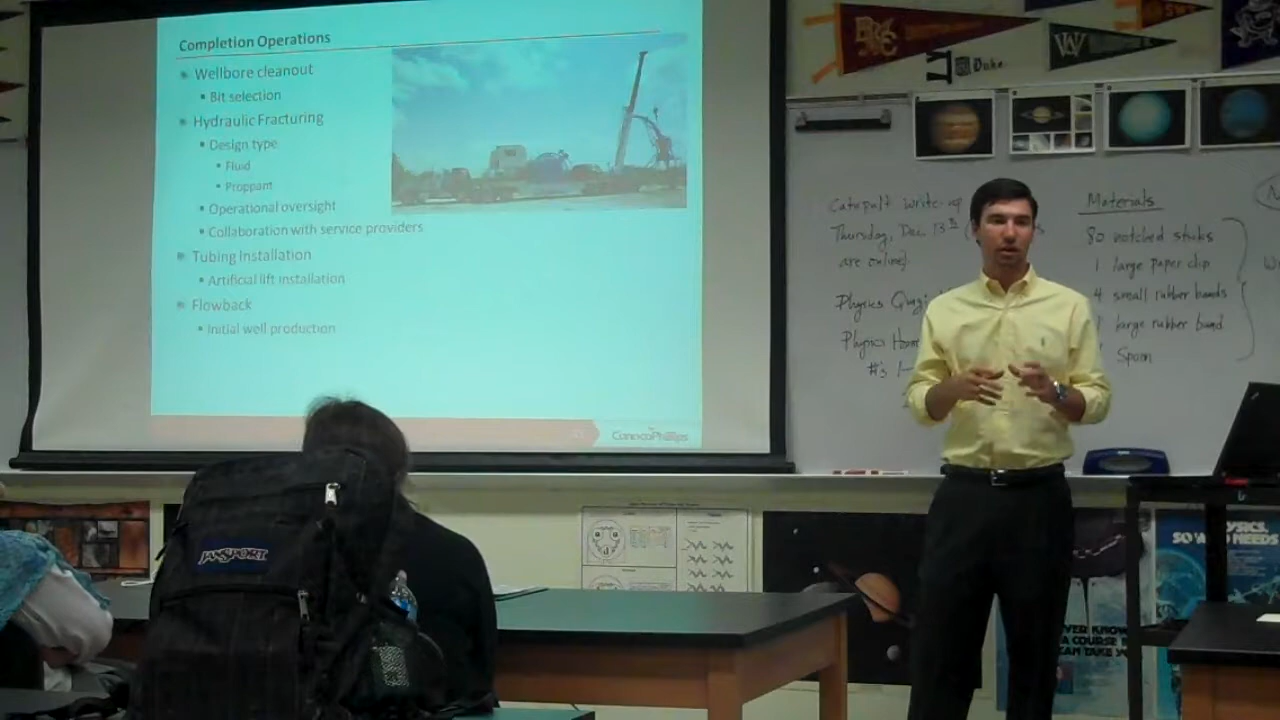 Completion Operations
Wellbore cleanout
Bit selection
Hydraulic Fracturing
Design type
Fluid
Proppant
Operational oversight
Collaboration with service providers
Tubing Installation
Artificial lift installation
Flowback
Initial well production
ConocoPhillips
BRONC
W
Duke
Catapult write-up
Thursday, Dec 13th
are online)
Physics
Physics
#'s 1-
Materials
80 notched sticks
1 large paper clip
4 small rubber bands
large rubber band
Spoon
JANSPORT